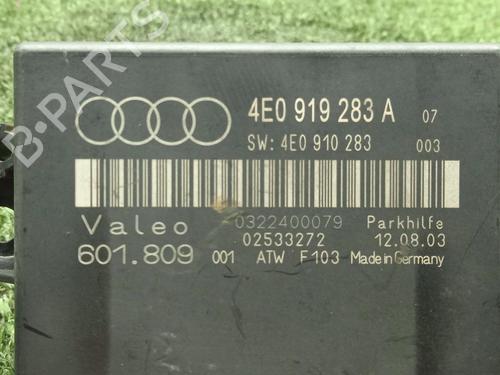 B-PARTS
4E0 919 283 A 07
SW: 4E0 910 283 003
Valeo 0322400079 Parkhilfe
02533272 12.08.03
601.809 001 ATW F103 Made in Germany